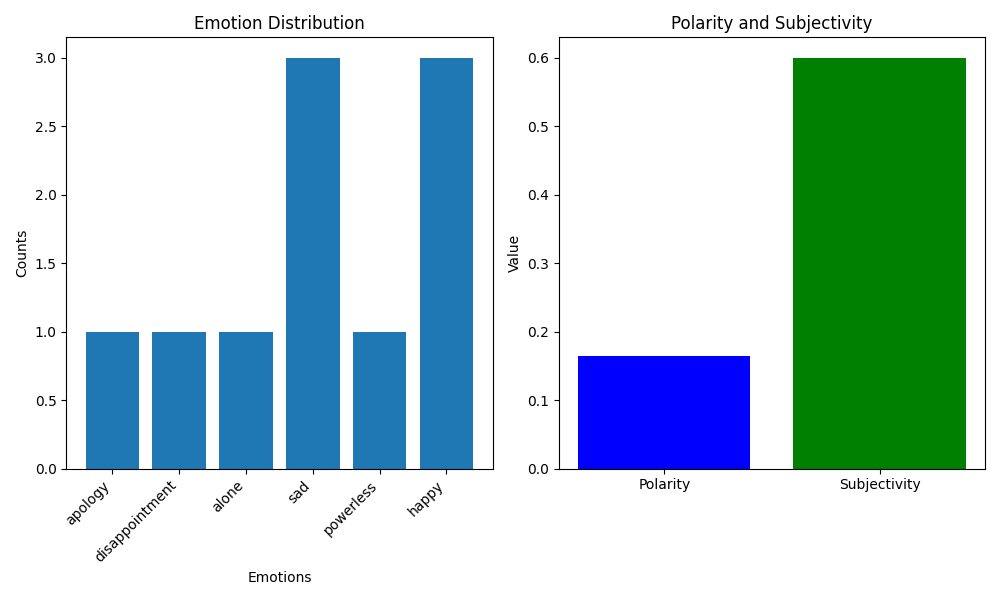 Emotion Distribution
Counts
3.0
2.5
2.0
1.5
1.0
0.5
0.0
apology
disappointment
alone
sad
powerless
happy
Emotions
Polarity and Subjectivity
Value
0.6
0.5
0.4
0.3
0.2
0.1
0.0
Polarity
Subjectivity